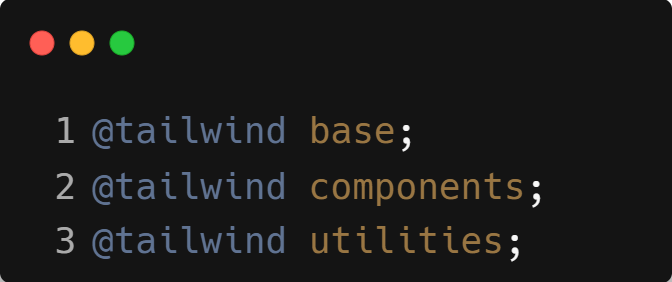 1 @tailwind base;
2 @tailwind components;
3 @tailwind utilities;